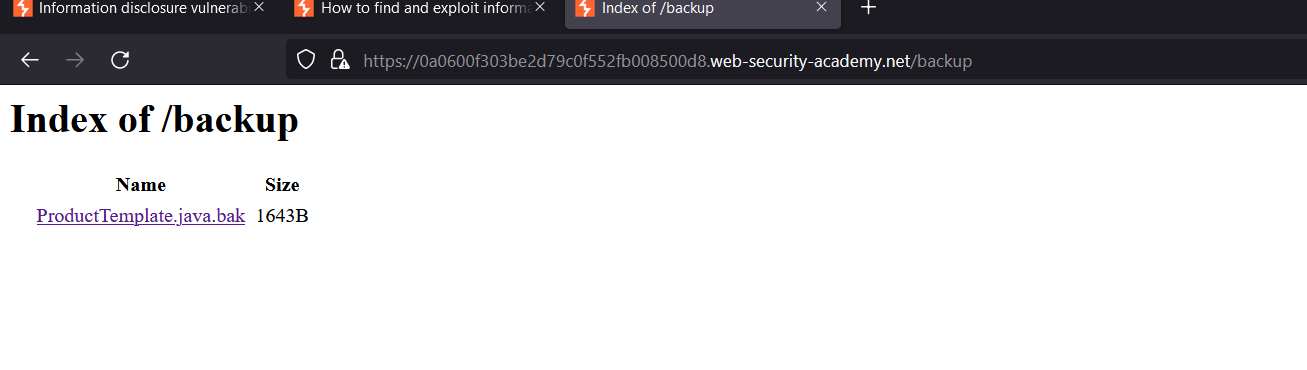 Information disclosure vulnerab
How to find and exploit informa
Index of /backup
https://0a0600f303be2d79c0f552fb008500d8.web-security-academy.net/backup
Index of /backup
Name Size
ProductTemplate.java.bak 1643B